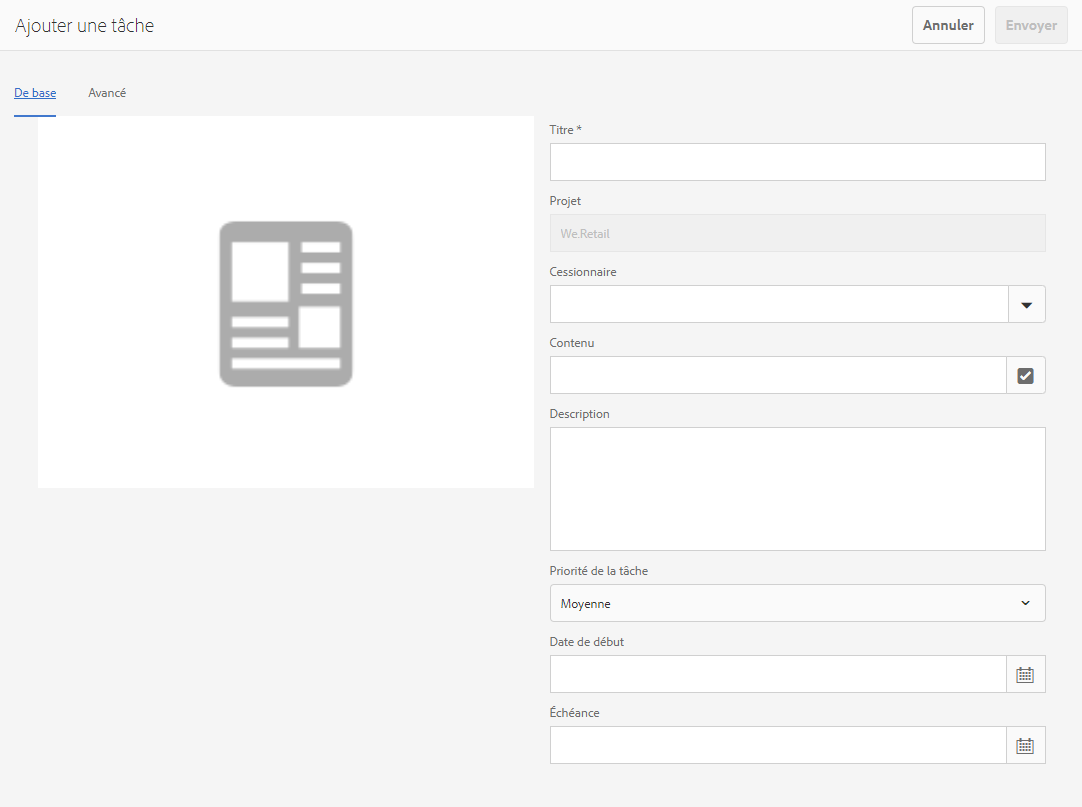 Ajouter une tâche
Annuler
Envoyer
De base
Avancé
Titre *
Projet
We.Retail
Cessionnaire
Contenu
Description
Priorité de la tâche
Moyenne
Date de début
Échéance